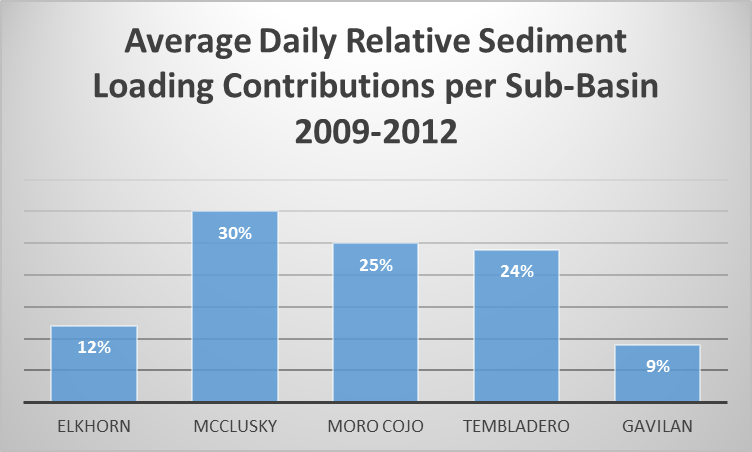 Average Daily Relative Sediment
Loading Contributions per Sub-Basin
2009-2012
12%
30%
25%
24%
9%
ELKHORN
MCCLUSKY
MORO COJO
TEMBLADERO
GAVILAN